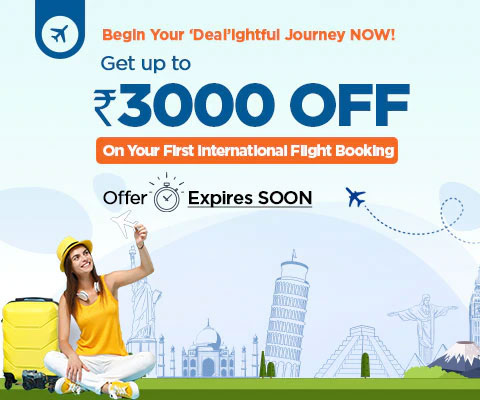 Begin Your ‘Deal’ightful Journey NOW!
Get up to
₹3000 OFF
On Your First International Flight Booking
Offer Expires SOON